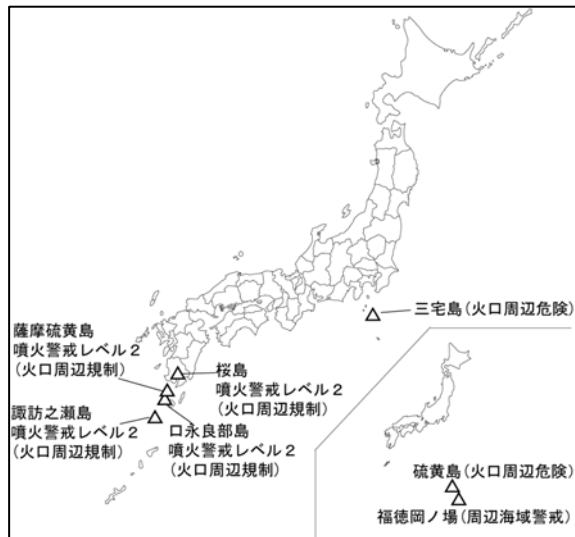 三宅島(火口周辺危険)
薩摩硫黄島
噴火警戒レベル2
(火口周辺規制)
桜島
噴火警戒レベル2
(火口周辺規制)
諏訪之瀬島
噴火警戒レベル2
(火口周辺規制)
口永良部島
噴火警戒レベル2
(火口周辺規制)
硫黄島(火口周辺危険)
福徳岡ノ場(周辺海域警戒)